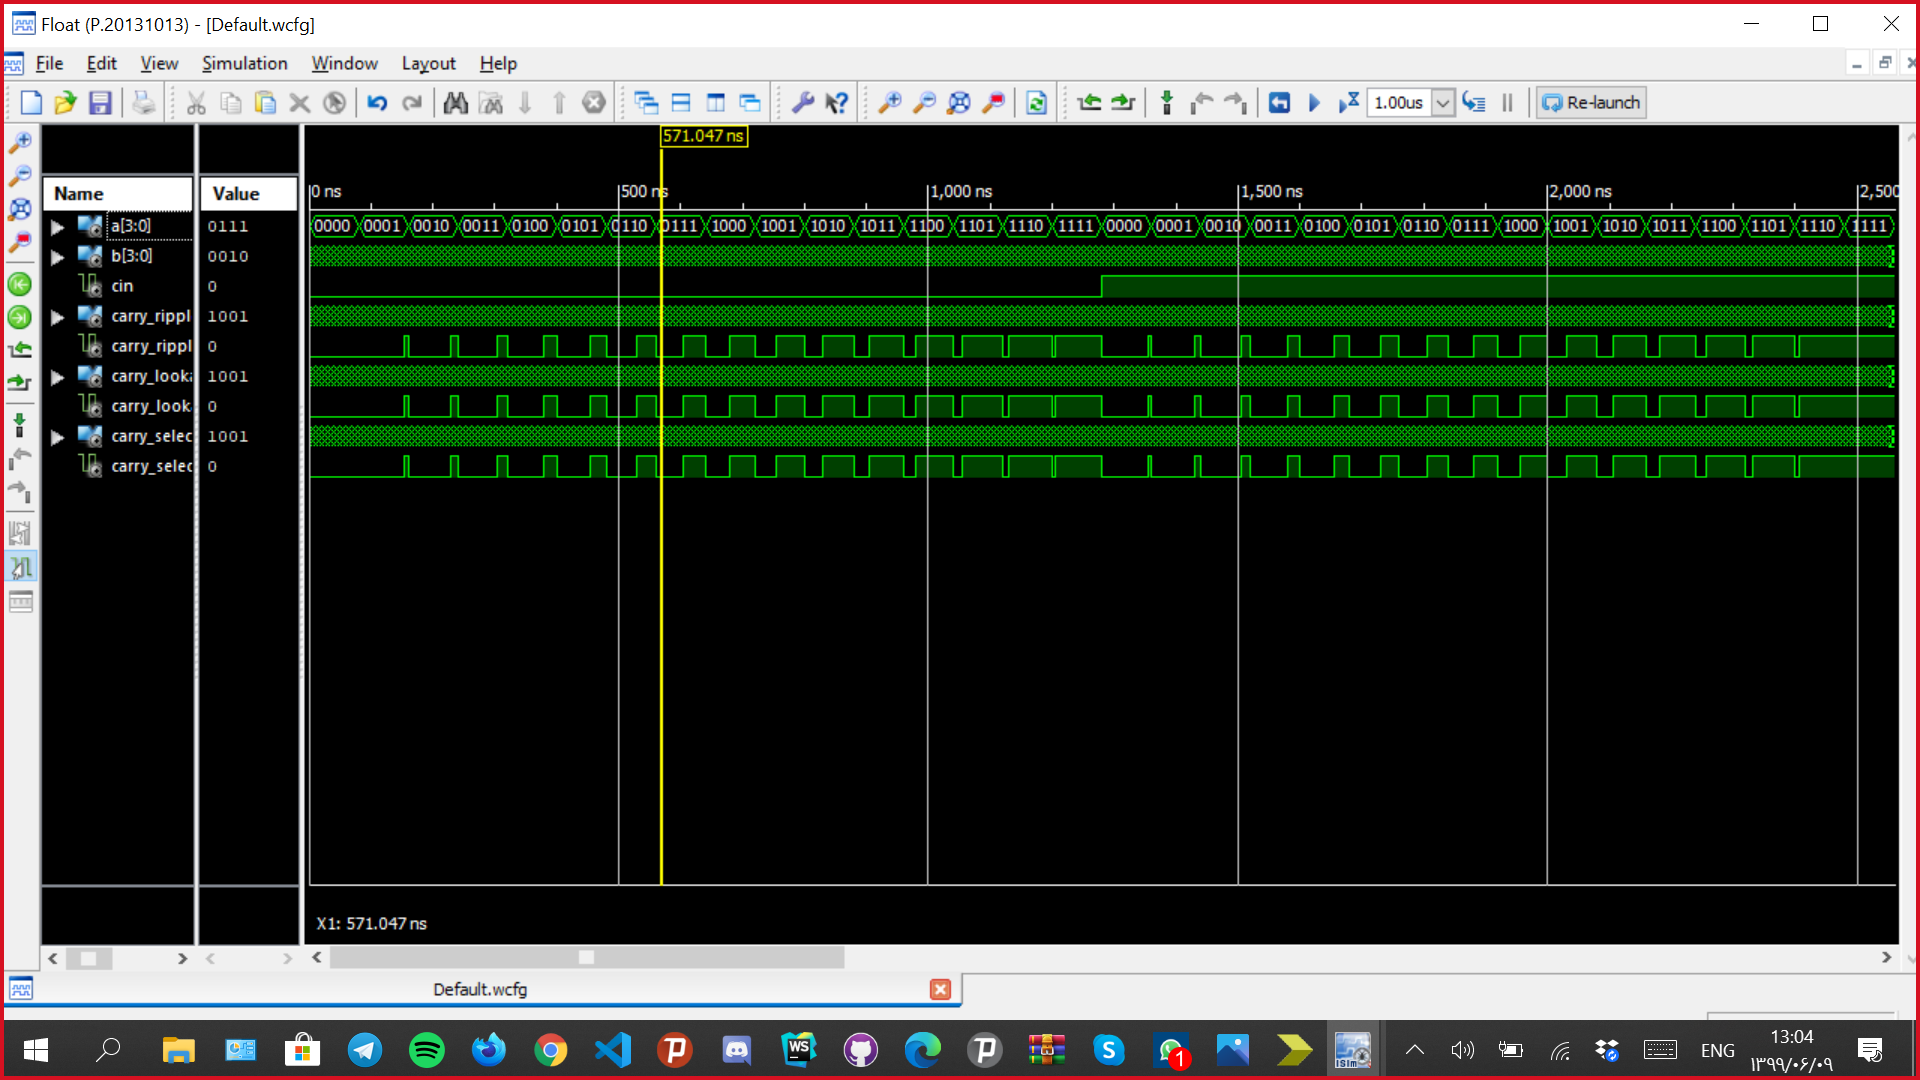 Float (P.20131013) - [Default.wcfg]
File Edit View Simulation Window Layout Help
1.00us Re-launch
571.047 ns
Name Value
0 ns 500 ns 1,000 ns 1,500 ns 2,000 ns 2,500
a[3:0] 0111 0000 0001 0010 0011 0100 0101 0110 0111 1000 1001 1010 1011 1100 1101 1110 1111 0000 0001 0010 0011 0100 0101 0110 0111 1000 1001 1010 1011 1100 1101 1110 1111
b[3:0] 0010
cin 0
carry_rippl 1001
carry_rippl 0
carry_look 1001
carry_look 0
carry_selec 1001
carry_selec 0
X1: 571.047 ns
Default.wcfg
WS
1
ISim
ENG
13:04
۱۳۹۹/۰۶/۰۹